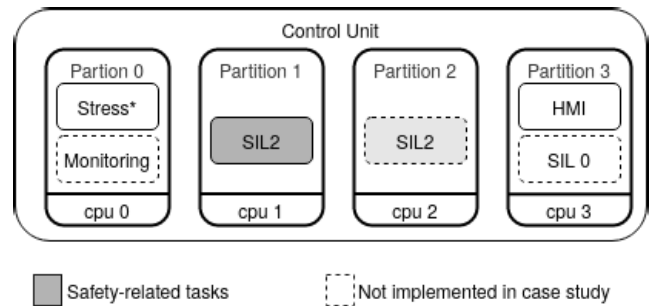 Control Unit
Partion 0
Partition 1
Partition 2
Partition 3
Stress*
HMI
SIL2
SIL2
Monitoring
SIL 0
cpu 0
cpu 1
cpu 2
cpu 3
Safety-related tasks
Not implemented in case study